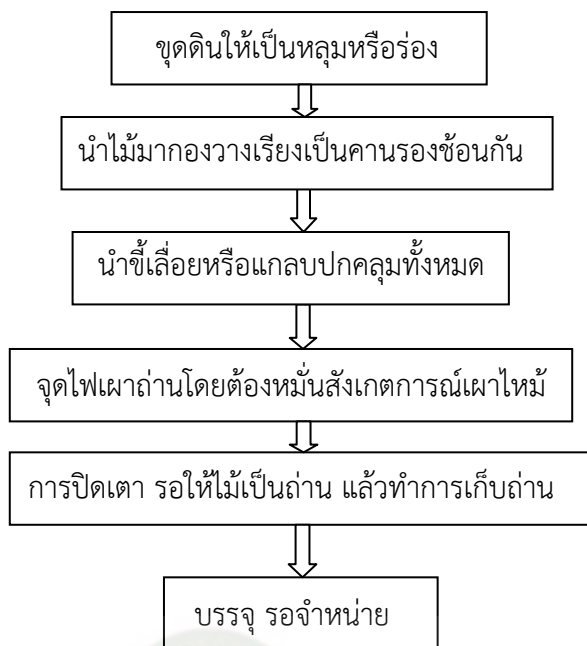 ขุดดินให้เป็นหลุมหรือร่อง
นำไม้มากองวางเรียงเป็นคานรองซ้อนกัน
นำขี้เลื่อยหรือแกลบปกคลุมทั้งหมด
จุดไฟเผาถ่านโดยต้องหมั่นสังเกตการณ์เผาไหม้
การปิดเตา รอให้ไม้เป็นถ่าน แล้วทำการเก็บถ่าน
บรรจุ รอจำหน่าย